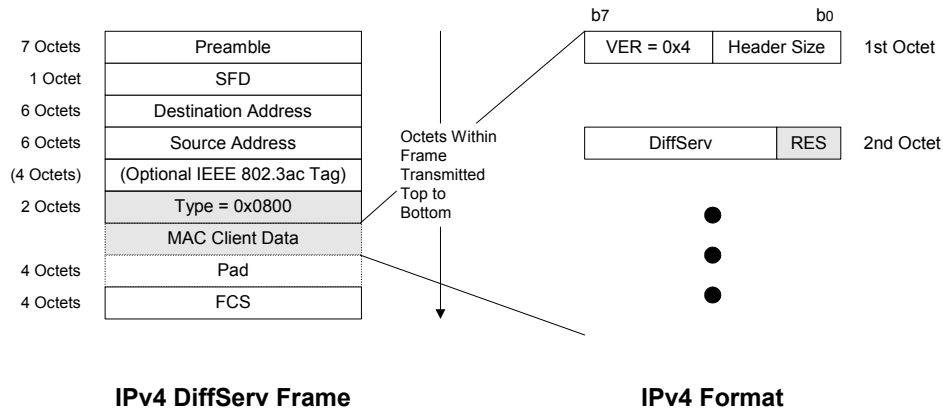 b7 b0
7 Octets Preamble VER = 0x4 Header Size 1st Octet
1 Octet SFD
6 Octets Destination Address
6 Octets Source Address
Octets Within
Frame
Transmitted
Top to
Bottom
DiffServ RES 2nd Octet
(4 Octets) (Optional IEEE 802.3ac Tag)
2 Octets Type = 0x0800
MAC Client Data
4 Octets Pad
4 Octets FCS
IPv4 DiffServ Frame IPv4 Format